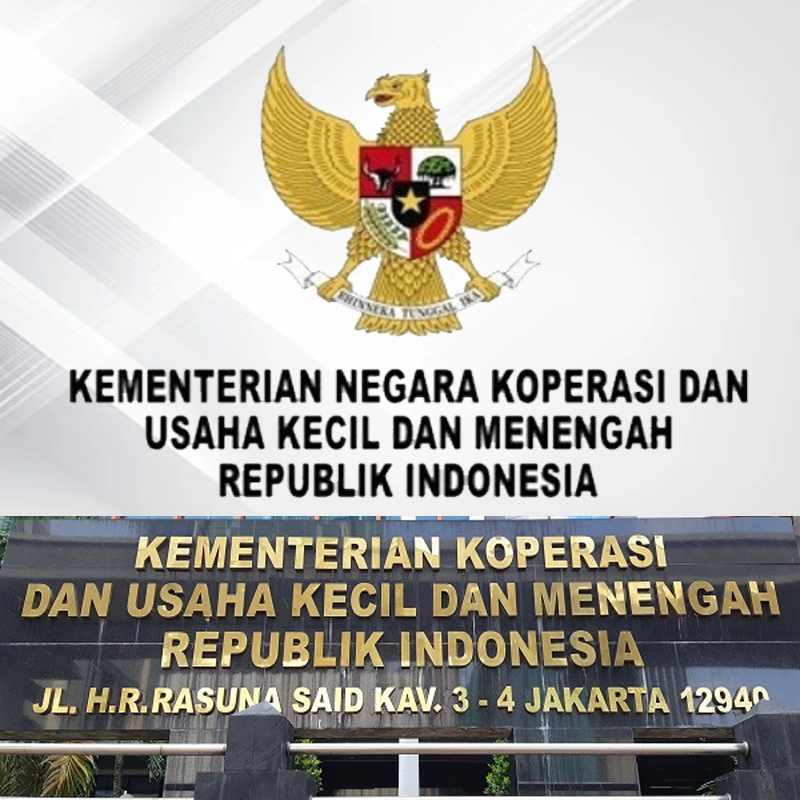 BHINNEKA TUNGGAL IKA
KEMENTERIAN NEGARA KOPERASI DAN
USAHA KECIL DAN MENENGAH
REPUBLIK INDONESIA
KEMENTERIAN KOPERASI
DAN USAHA KECIL DAN MENENGAH
REPUBLIK INDONESIA
JL. H.R.RASUNA SAID KAV. 3 - 4 JAKARTA 12940